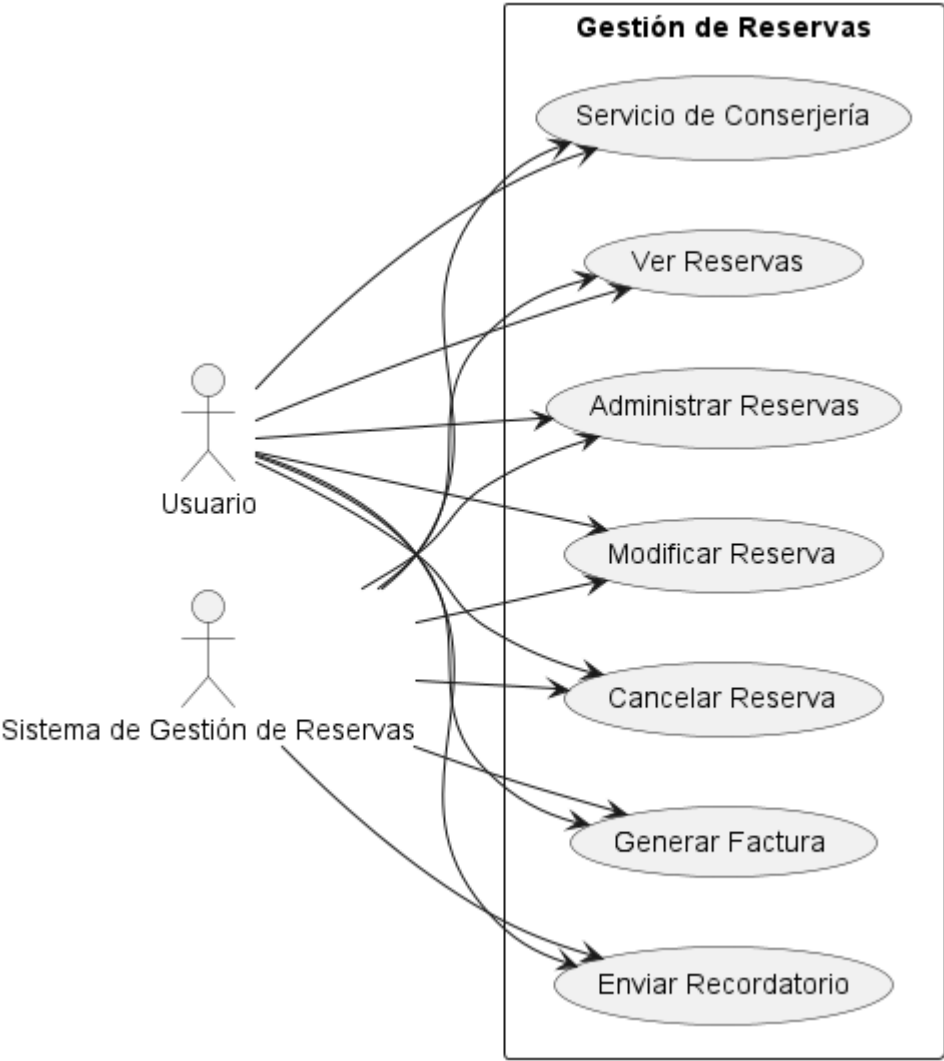 Gestión de Reservas
Servicio de Conserjería
Ver Reservas
Administrar Reservas
Usuario
Modificar Reserva
Cancelar Reserva
Sistema de Gestión de Reservas
Generar Factura
Enviar Recordatorio